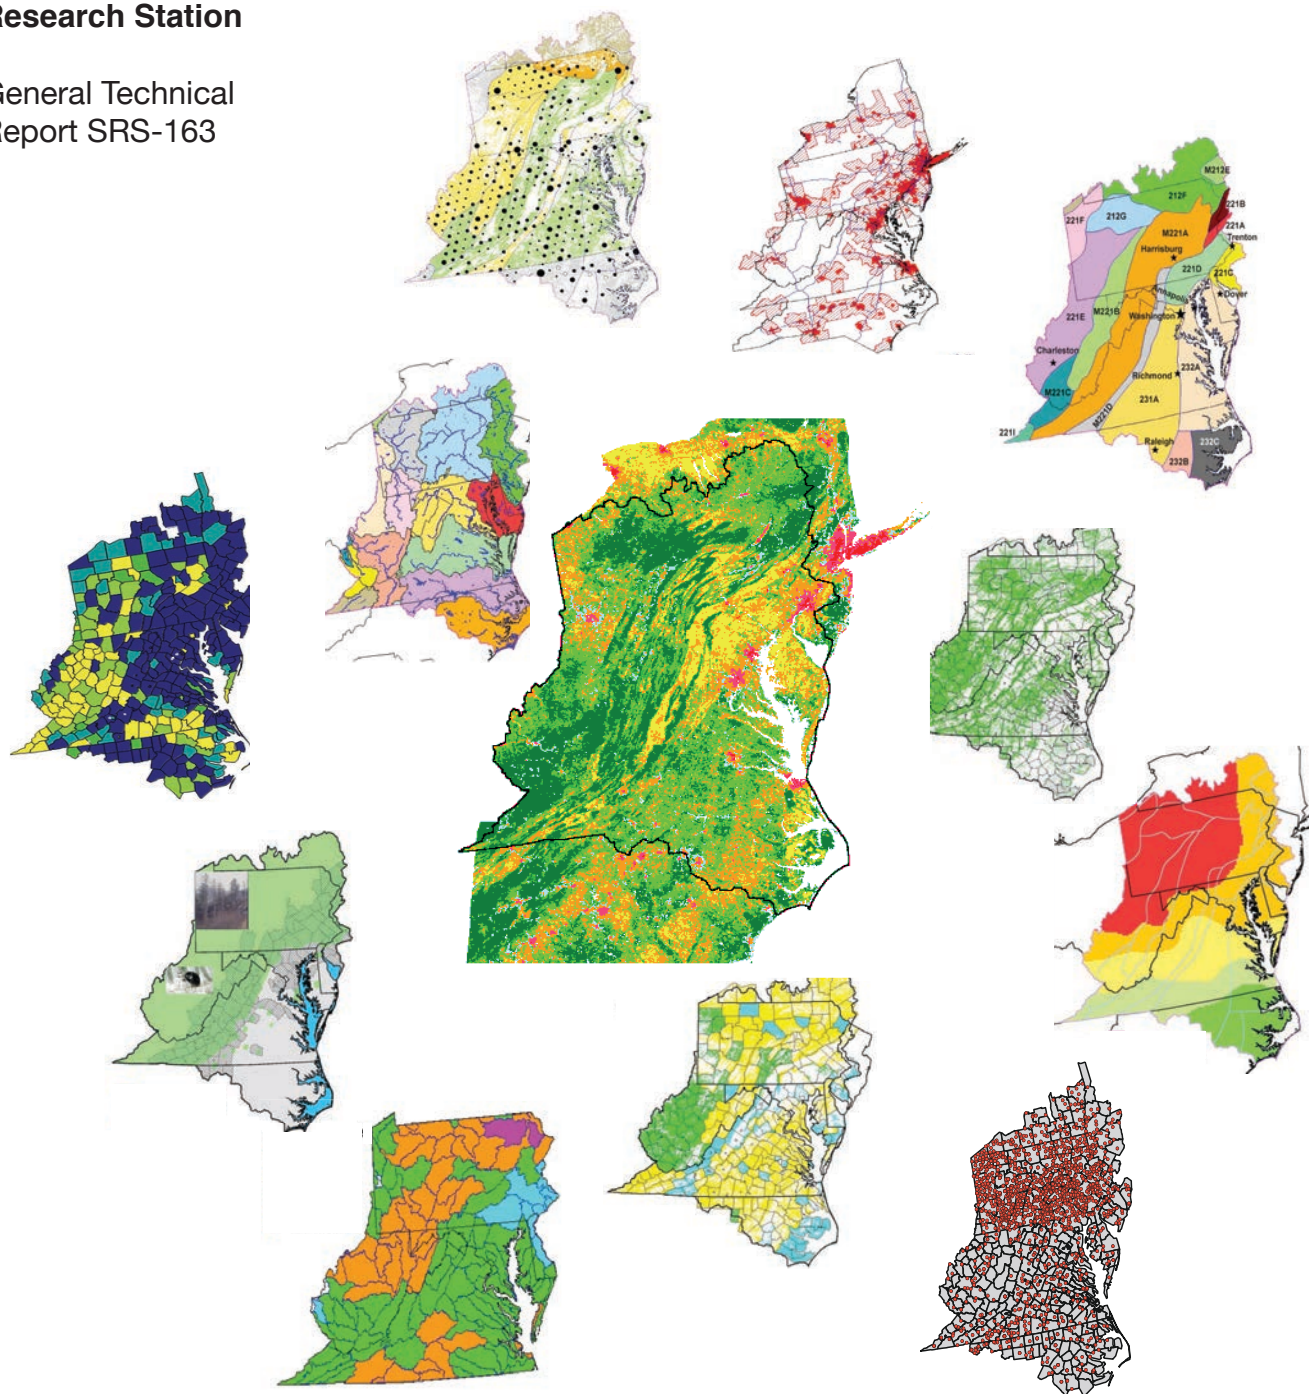 Research Station
General Technical
Report SRS-163
M212E
212F
221B
221F
212G
221A
M221A
Trenton
Harrisburg
221D
221C
Annapolis
Dover
M221B
Washington
221E
Charleston
232A
Richmond
M221C
231A
M221D
221I
Raleigh
232C
232B